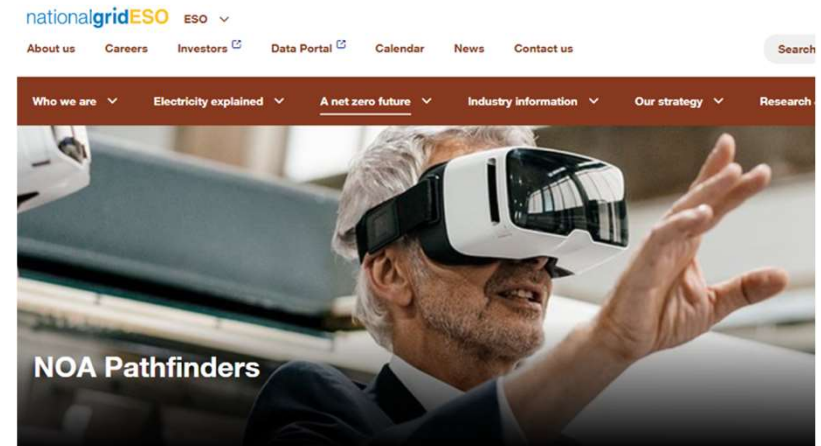 nationalgridESO ESO
About us Careers Investors Data Portal Calendar News Contact us Search
Who we are Electricity explained A net zero future Industry information Our strategy Research
NOA Pathfinders